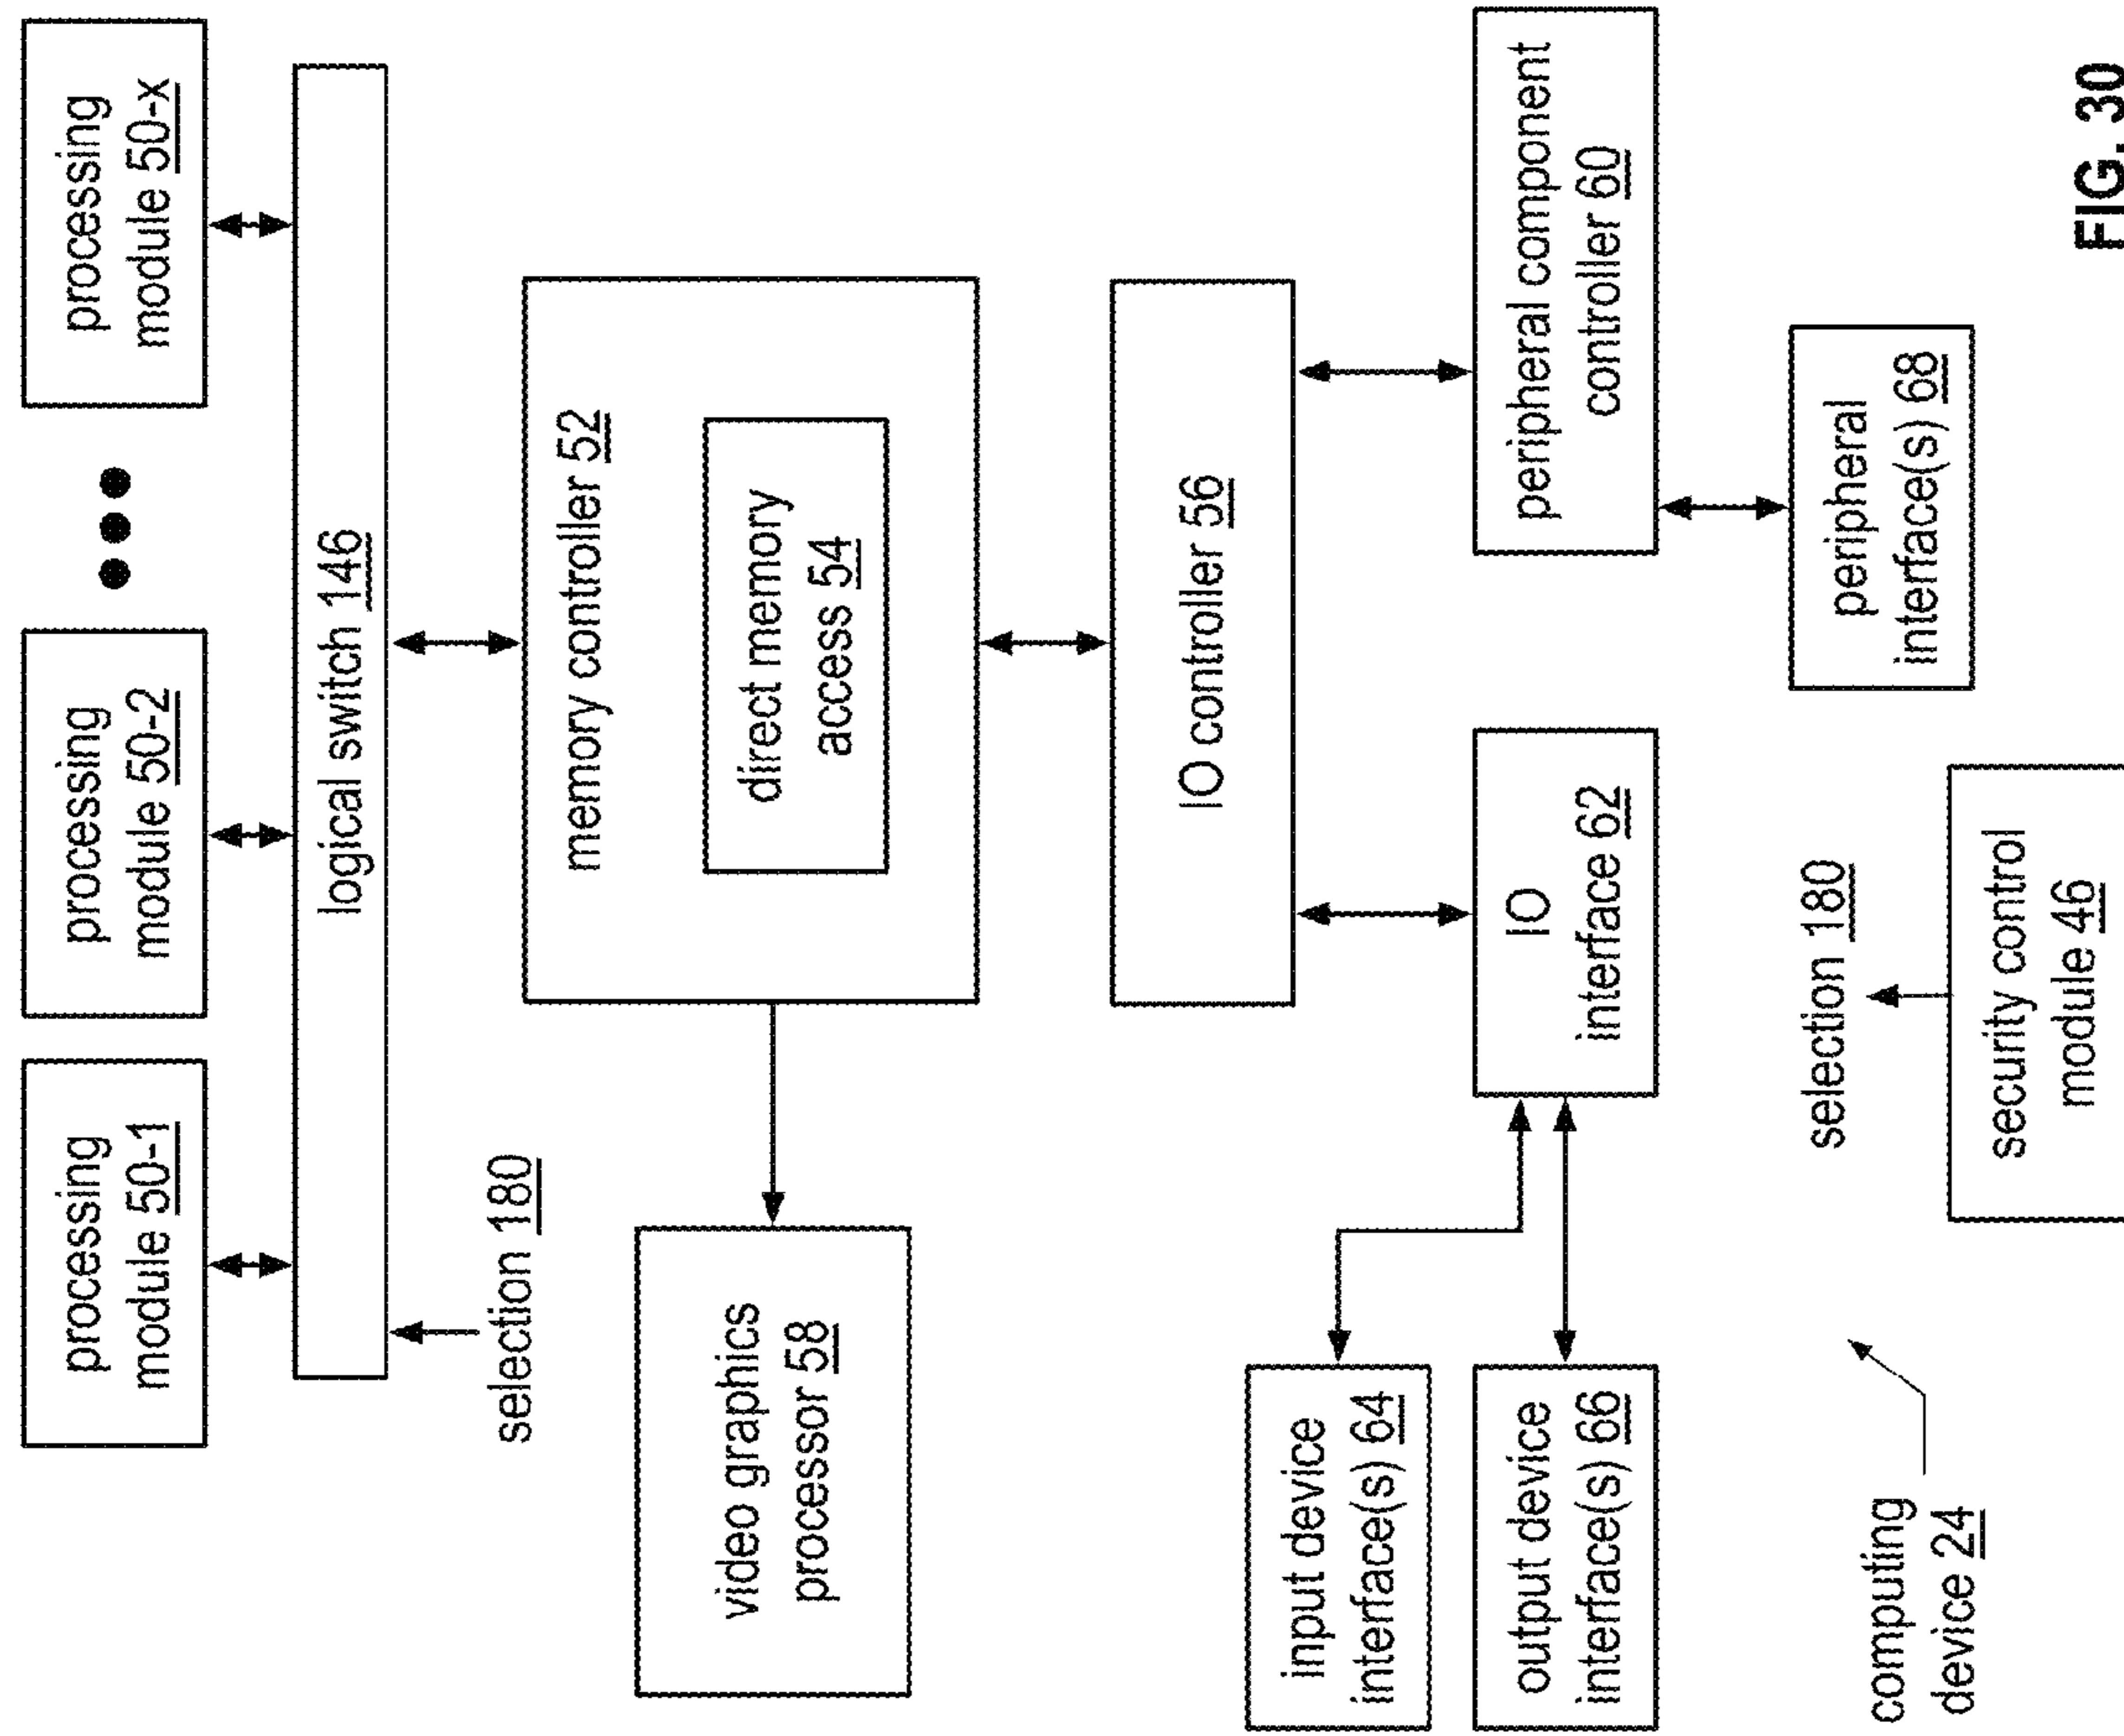 processing
module 50-1
processing
module 50-2
processing
module 50-x
logical switch 146
selection 180
memory controller 52
direct memory
access 54
video graphics
processor 58
IO controller 56
input device
interface(s) 64
output device
interface(s) 66
IO
interface 62
peripheral component
controller 60
peripheral
interface(s) 68
selection 180
security control
module 46
computing
device 24
FIG. 30